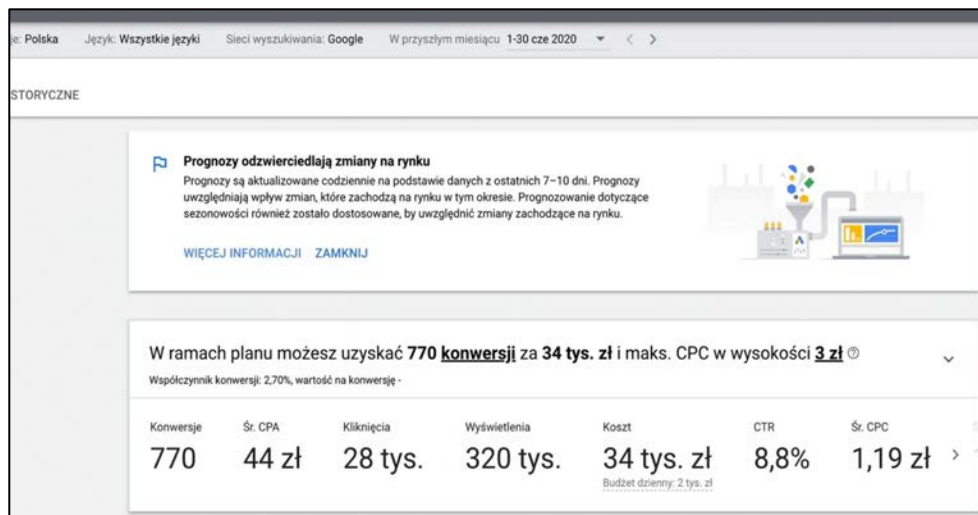 je: Polska Język: Wszystkie języki Sieci wyszukiwania: Google W przyszłym miesiącu 1-30 cze 2020
STORYCZNE
Prognozy odzwierciedlają zmiany na rynku
Prognozy są aktualizowane codziennie na podstawie danych z ostatnich 7–10 dni. Prognozy
uwzględniają wpływ zmian, które zachodzą na rynku w tym okresie. Prognozowanie dotyczące
sezonowości również zostało dostosowane, by uwzględnić zmiany zachodzące na rynku.
WIĘCEJ INFORMACJI ZAMKNIJ
W ramach planu możesz uzyskać 770 konwersji za 34 tys. zł i maks. CPC w wysokości 3 zł
Współczynnik konwersji: 2,70%, wartość na konwersję -
Konwersje Śr. CPA Kliknięcia Wyświetlenia Koszt CTR Śr. CPC
770 44 zł 28 tys. 320 tys. 34 tys. zł 8,8% 1,19 zł
Budżet dzienny: 2 tys. zł